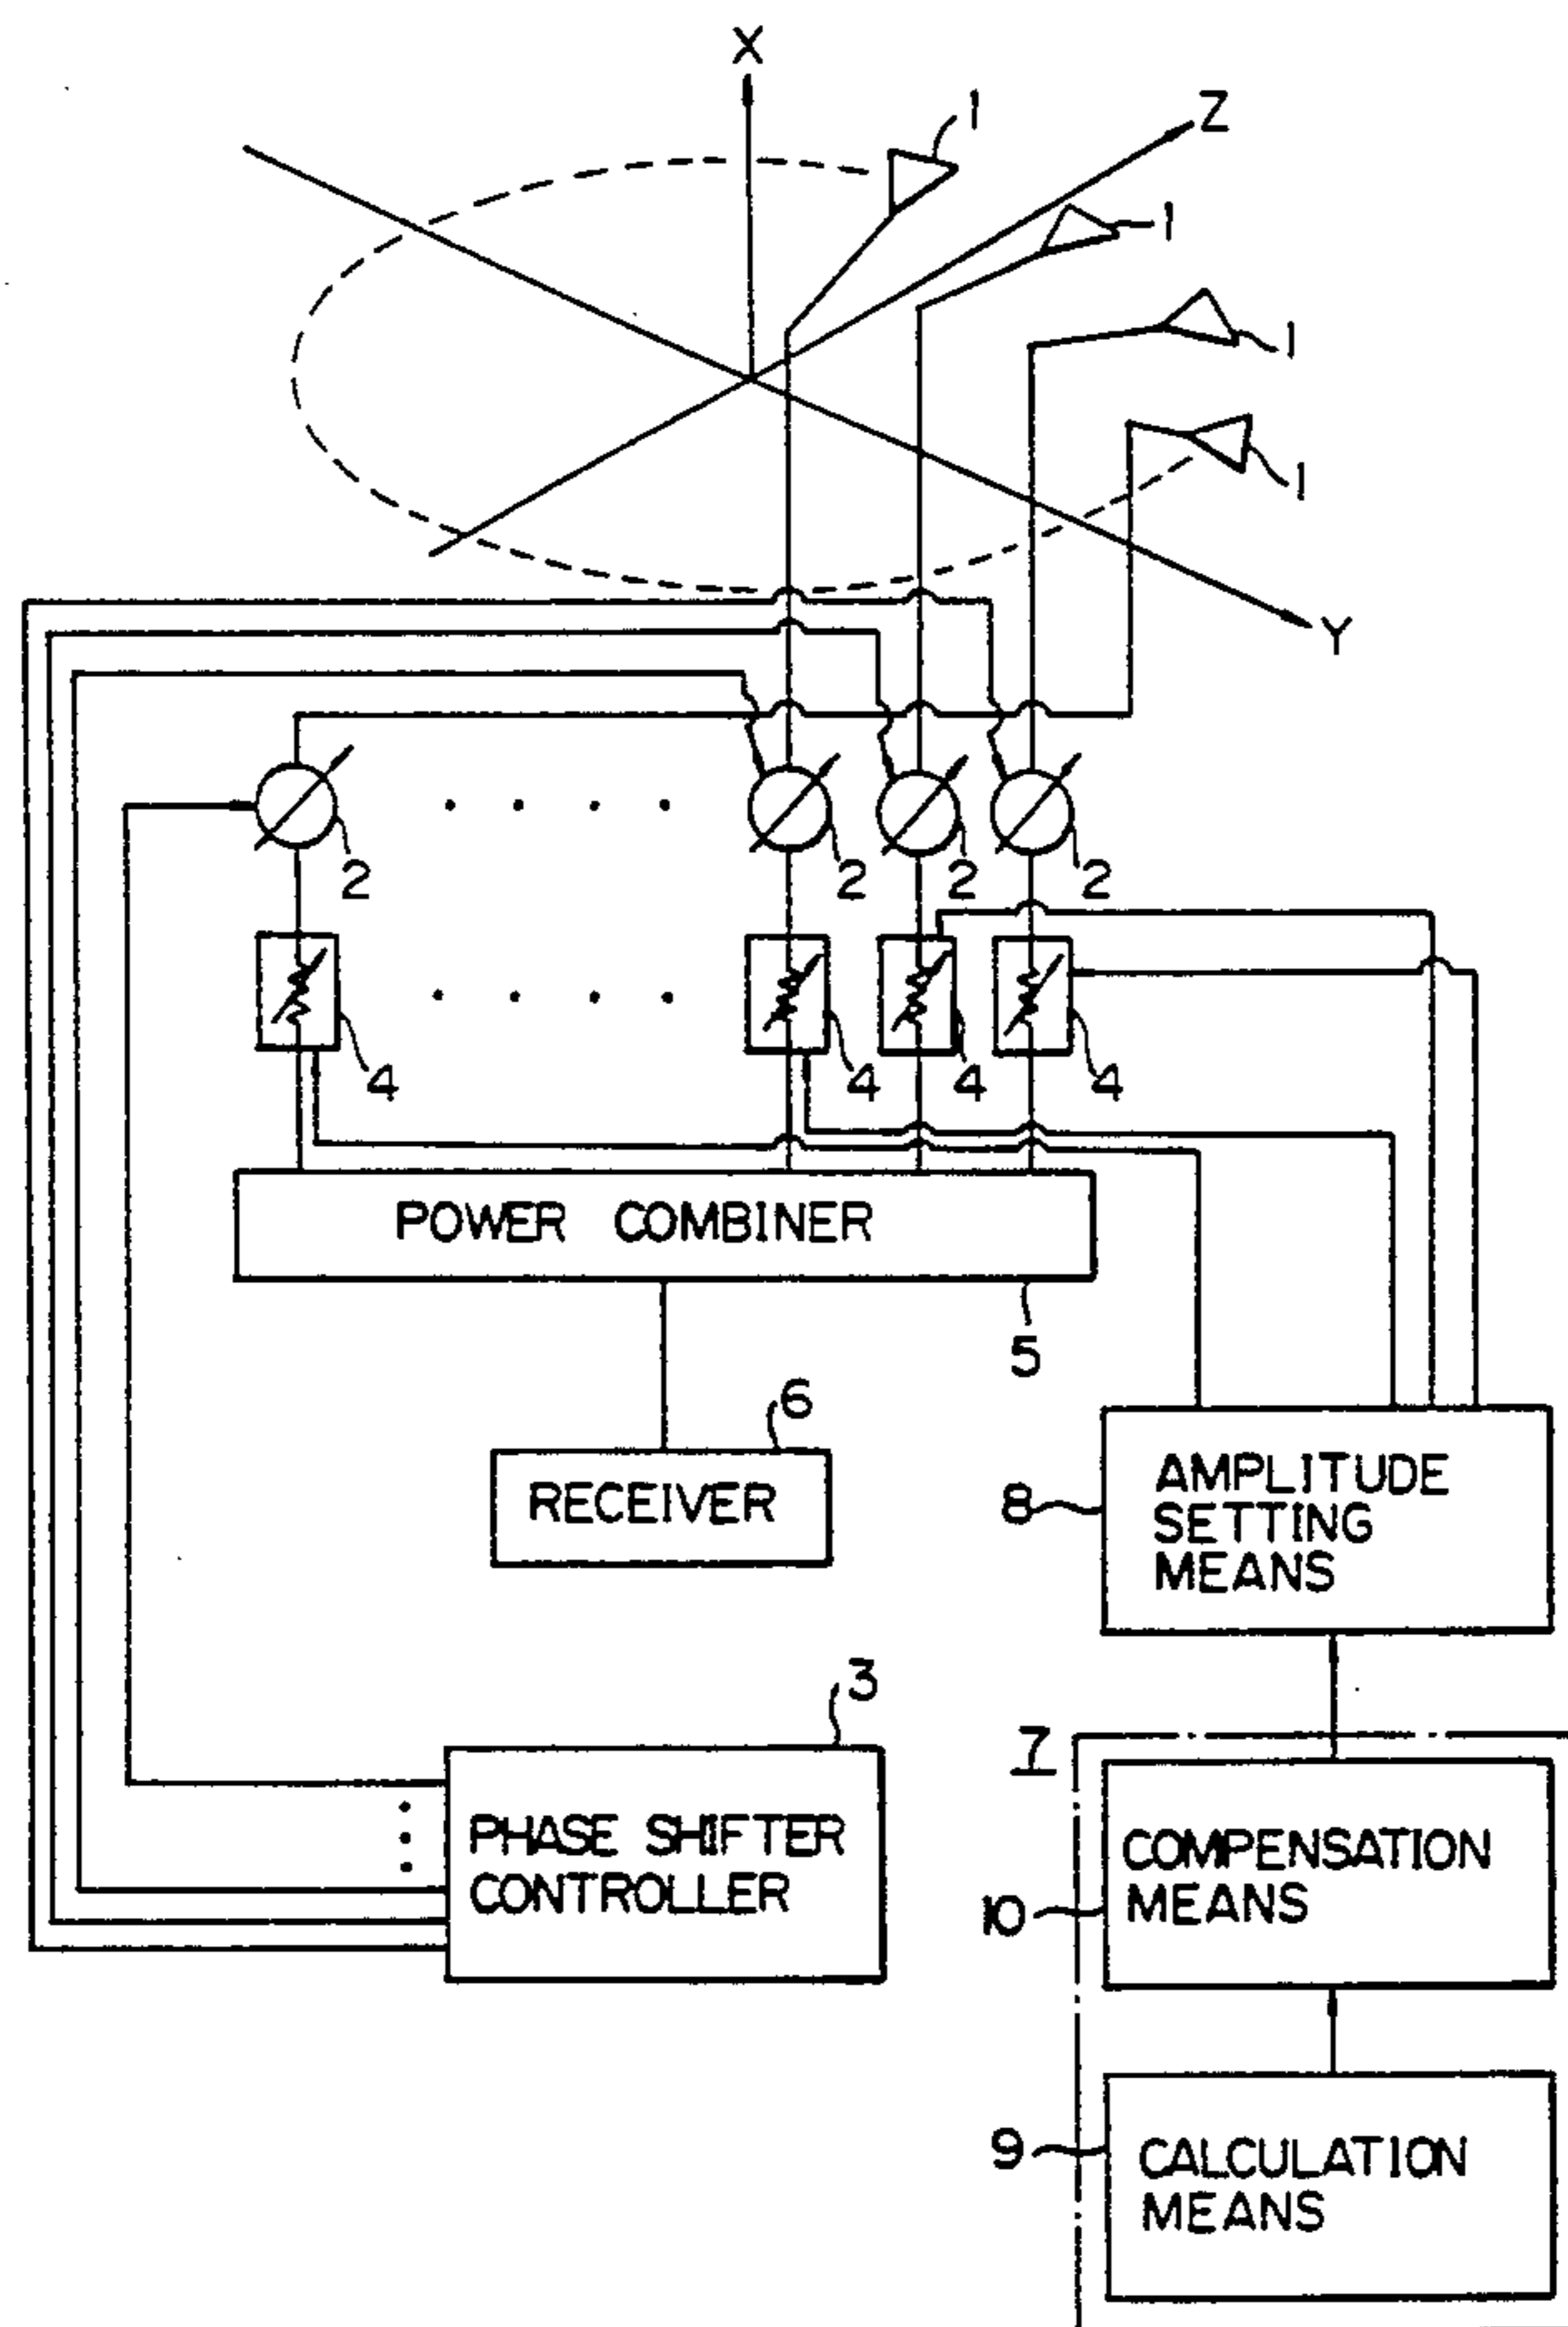 X
Z
1
1
1
1
Y
2
2
2
2
4
4
4
4
POWER COMBINER
5
6
RECEIVER
8
AMPLITUDE
SETTING
MEANS
3
PHASE SHIFTER
CONTROLLER
7
10
COMPENSATION
MEANS
9
CALCULATION
MEANS